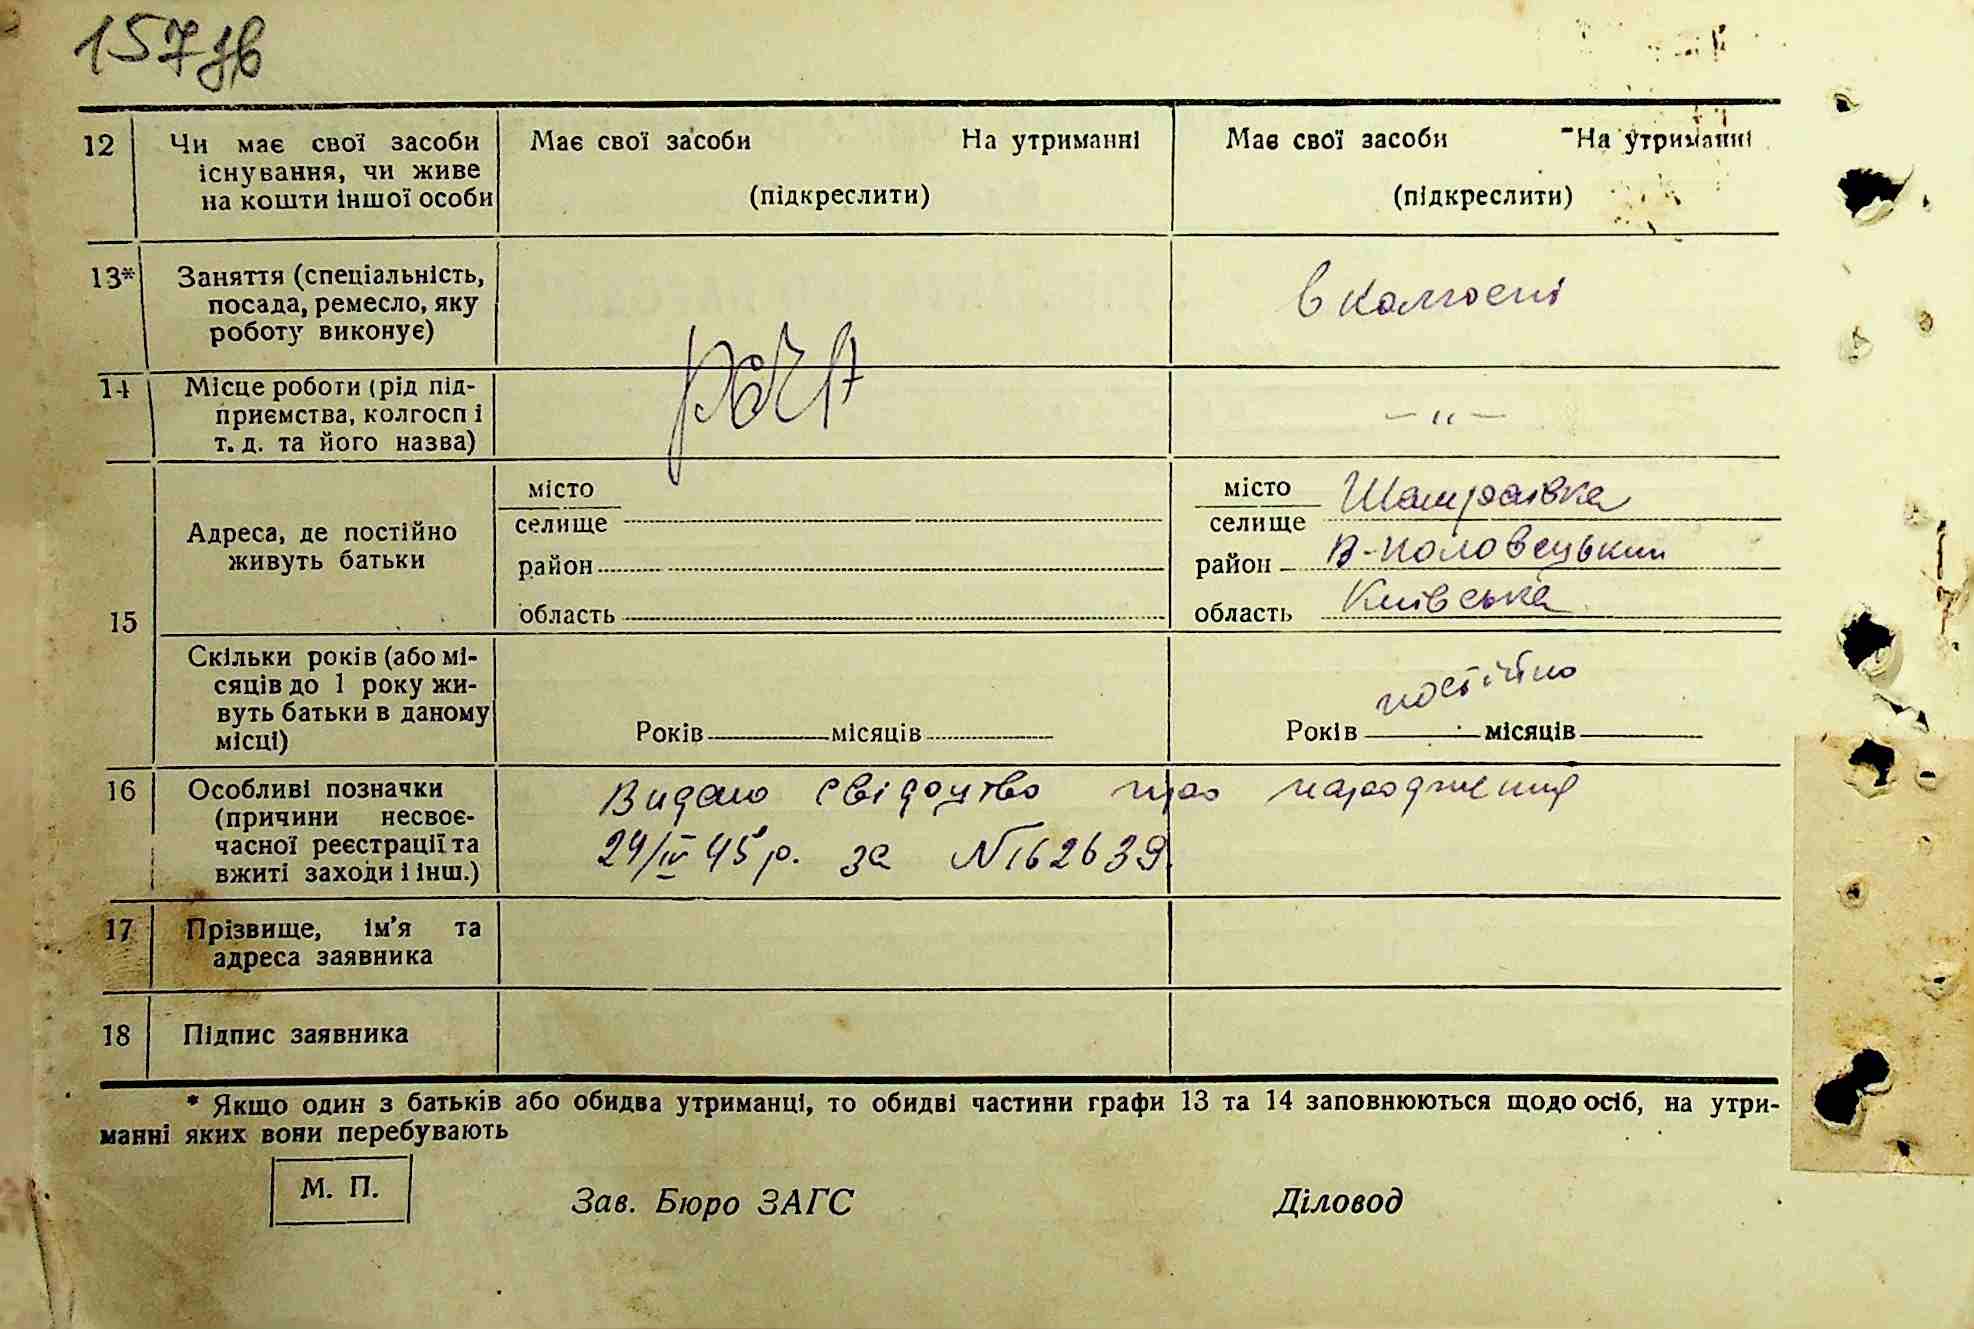 157 зв
12 Чи має свої засоби існування, чи живе на кошти іншої особи
Має свої засоби На утриманні
(підкреслити)
Має свої засоби На утриманні
(підкреслити)
13* Заняття (спеціальність, посада, ремесло, яку роботу виконує)
в колгоспі
РСЧА
14 Місце роботи (рід підприємства, колгосп і т. д. та його назва)
— „ —
15 Адреса, де постійно живуть батьки
місто
селище
район
область
місто Шамраівка
селище
район В-Половецький
область Київська
Скільки років (або місяців до 1 року живуть батьки в даному місці)
Років місяців
постійно
Років місяців
16 Особливі позначки (причини несвоєчасної реєстрації та вжиті заходи і інш.)
Видано свідоцтво про народження
24/IV 45 р. за № 162639.
17 Прізвище, ім'я та адреса заявника
18 Підпис заявника
* Якщо один з батьків або обидва утриманці, то обидві частини графи 13 та 14 заповнюються щодо осіб, на утри-
манні яких вони перебувають
М. П.
Зав. Бюро ЗАГС Діловод